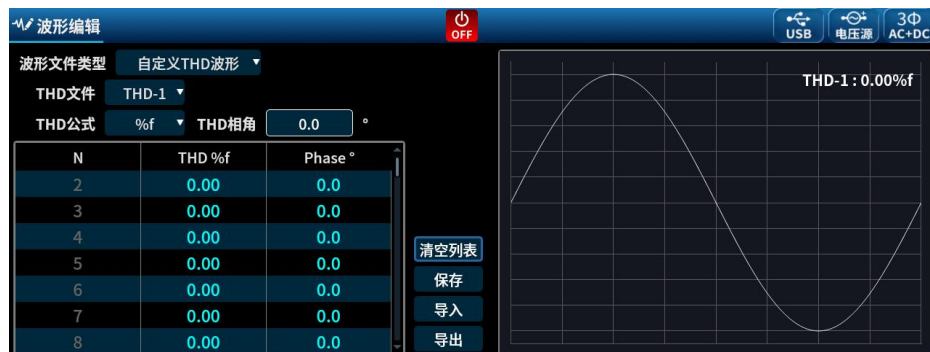 波形编辑
OFF
USB
电压源
3Φ
AC+DC
波形文件类型 自定义THD波形
THD文件 THD-1
THD公式 %f THD相角 0.0 °
N THD %f Phase °
2 0.00 0.0
3 0.00 0.0
4 0.00 0.0
5 0.00 0.0
6 0.00 0.0
7 0.00 0.0
8 0.00 0.0
清空列表
保存
导入
导出
THD-1 : 0.00%f